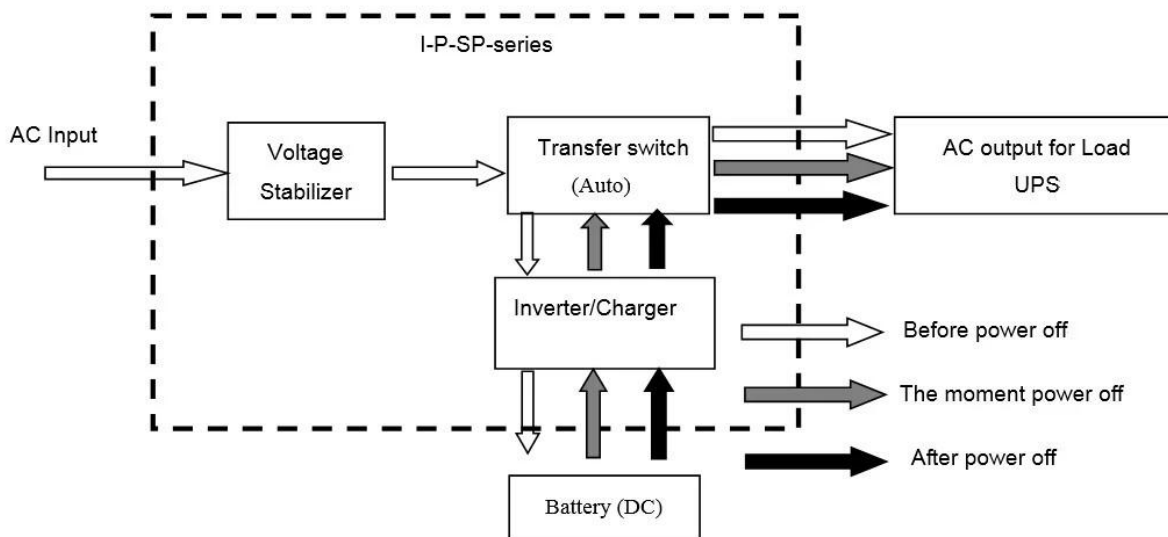 I-P-SP-series
AC Input
Voltage
Stabilizer
Transfer switch
(Auto)
AC output for Load
UPS
Inverter/Charger
Before power off
The moment power off
After power off
Battery (DC)